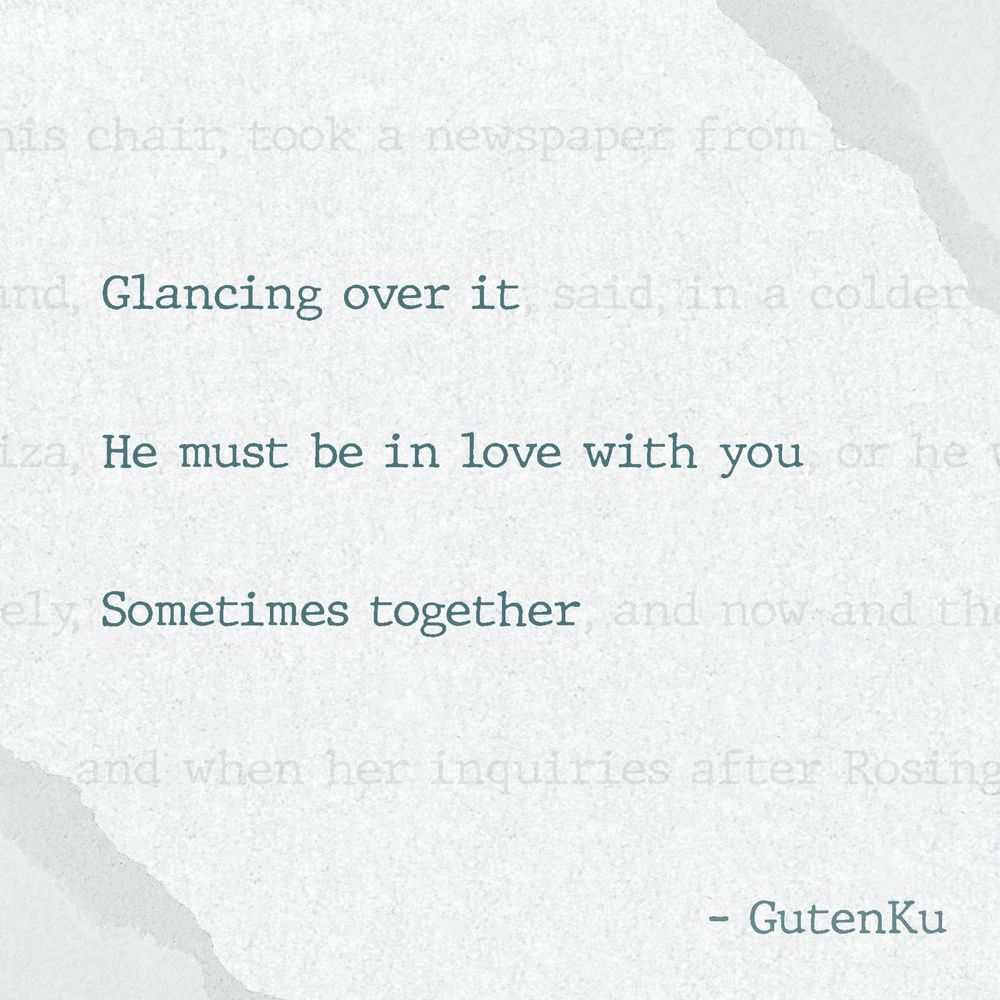 his chair, took a newspaper from
and, Glancing over it, said, in a colder
iza, He must be in love with you, or he
ely, Sometimes together, and now and the
and when her inquiries after Rosing
- GutenKu